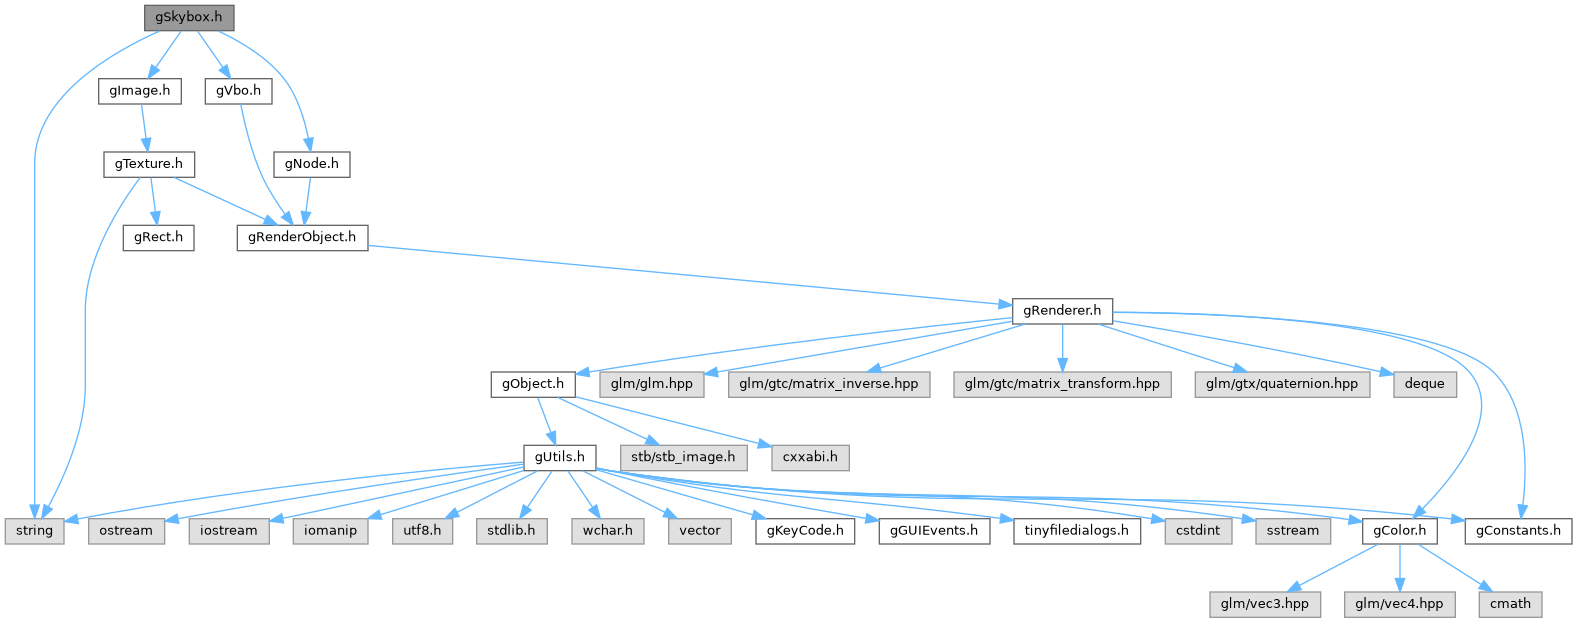 gSkybox.h
gImage.h
gVbo.h
gTexture.h
gNode.h
gRect.h
gRenderObject.h
gRenderer.h
gObject.h
glm/glm.hpp
glm/gtc/matrix_inverse.hpp
glm/gtc/matrix_transform.hpp
glm/gtx/quaternion.hpp
deque
gUtils.h
stb/stb_image.h
cxxabi.h
string
ostream
iostream
iomanip
utf8.h
stdlib.h
wchar.h
vector
gKeyCode.h
gGUIEvents.h
tinyfiledialogs.h
cstdint
sstream
gColor.h
gConstants.h
glm/vec3.hpp
glm/vec4.hpp
cmath